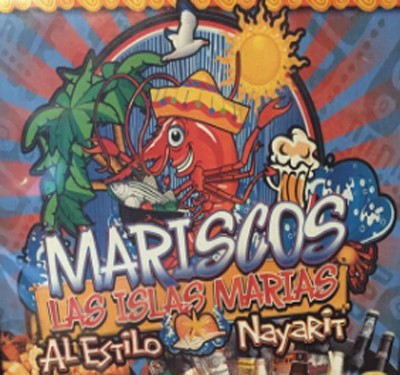 MARISCOS
LAS ISLAS MARIAS
AL ESTILO NAYARIT